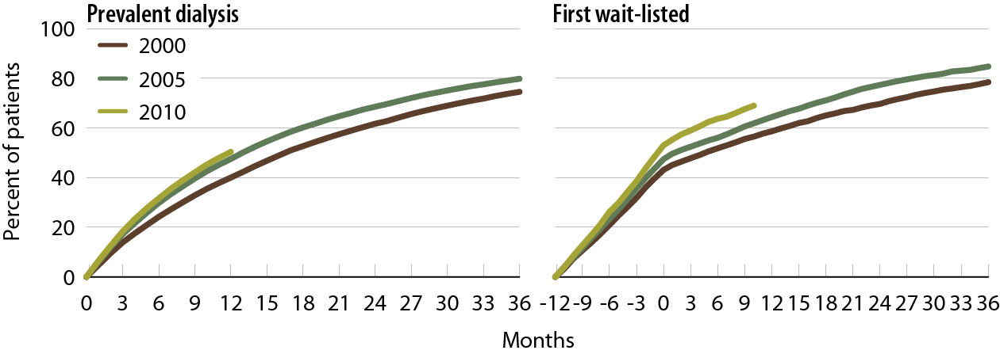 Prevalent dialysis
First wait-listed
Percent of patients
100
80
60
40
20
0
2000
2005
2010
0 3 6 9 12 15 18 21 24 27 30 33 36
-12 -9 -6 -3 0 3 6 9 12 15 18 21 24 27 30 33 36
Months